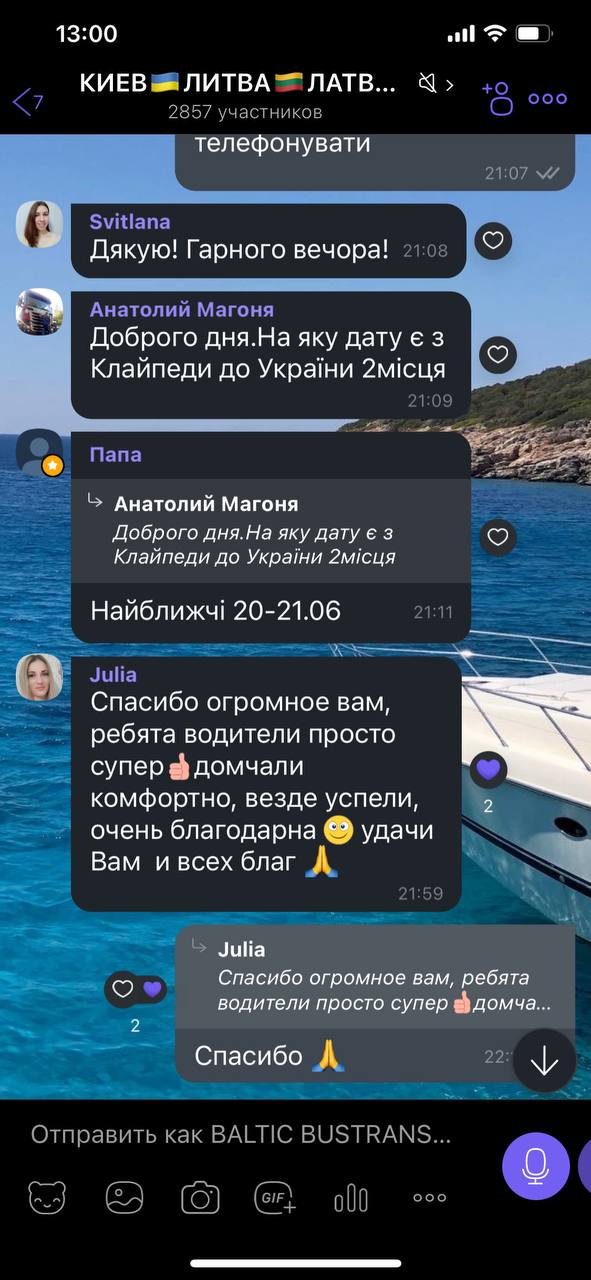 13:00
7
КИЕВ🇺🇦ЛИТВА🇱🇹ЛАТВ...
2857 участников
телефонувати
21:07
Svitlana
Дякую! Гарного вечора!
21:08
Анатолий Магоня
Доброго дня.На яку дату є з
Клайпеди до України 2місця
21:09
Папа
Анатолий Магоня
Доброго дня.На яку дату є з
Клайпеди до України 2місця
Найближчі 20-21.06
21:11
Julia
Спасибо огромное вам,
ребята водители просто
супер👍домчали
комфортно, везде успели,
очень благодарна🙂 удачи
Вам и всех благ 🙏
2
21:59
Julia
Спасибо огромное вам, ребята
водители просто супер👍домча...
2
Спасибо 🙏
22:
Отправить как BALTIC BUSTRANS...
GIF